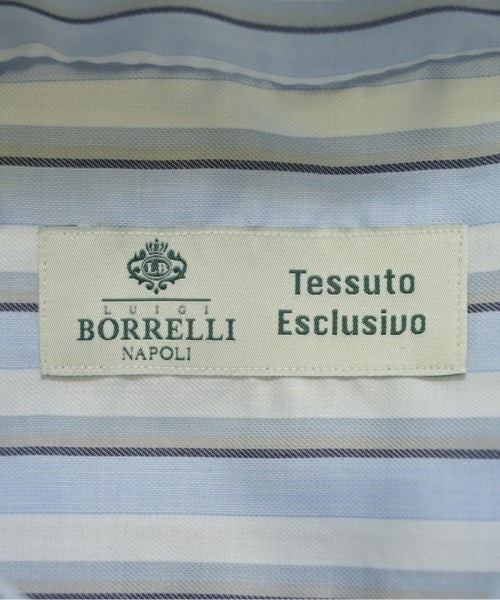 LB
LUIGI
BORRELLI
NAPOLI
Tessuto
Esclusivo